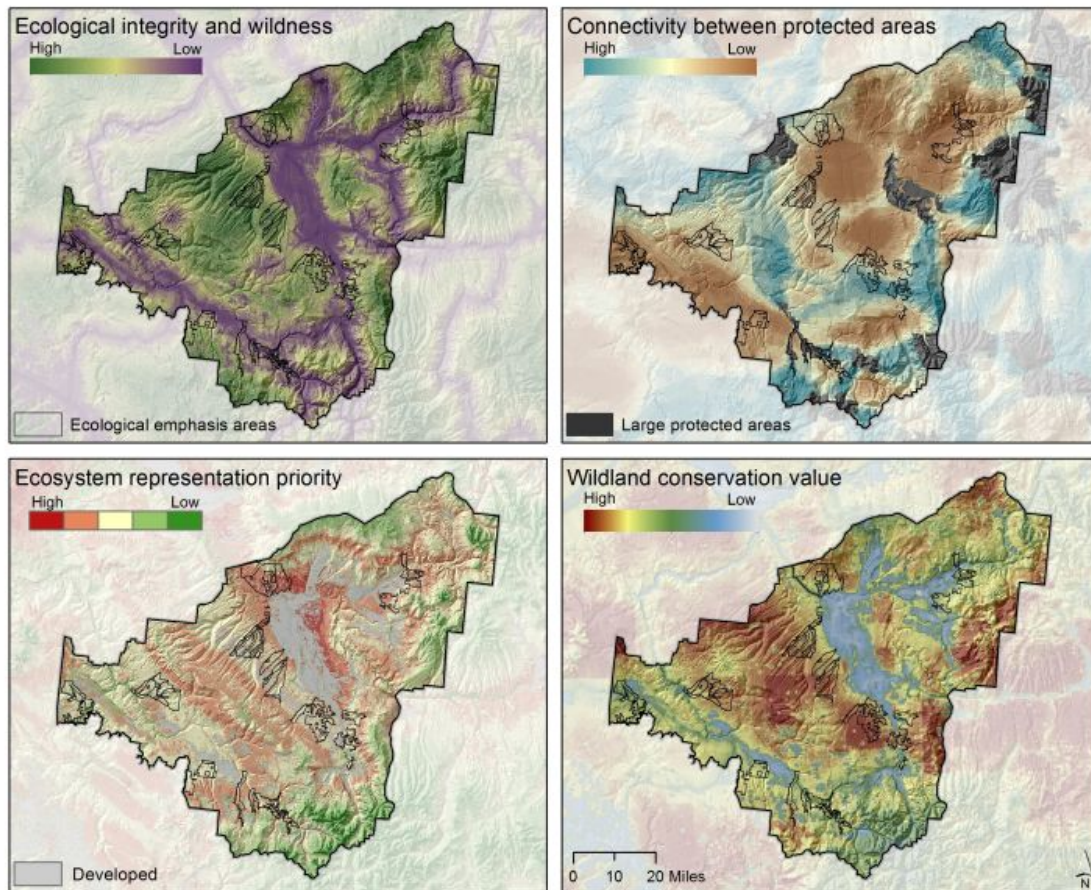 Ecological integrity and wildness
High Low
Ecological emphasis areas
Connectivity between protected areas
High Low
Large protected areas
Ecosystem representation priority
High Low
Developed
Wildland conservation value
High Low
0 10 20 Miles
N